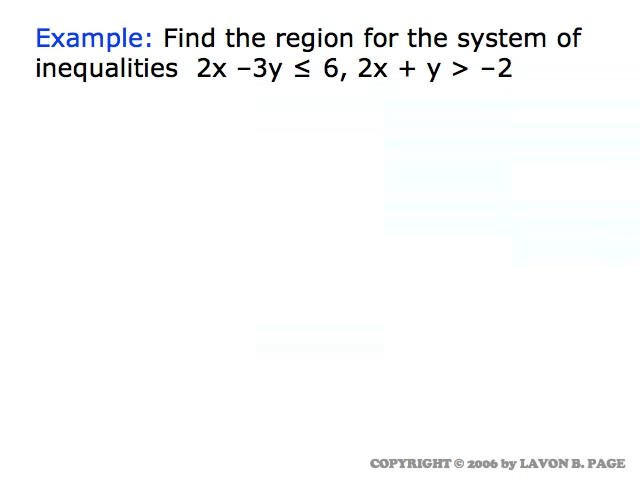 Example: Find the region for the system of
inequalities  2x –3y ≤ 6, 2x + y > –2
COPYRIGHT © 2006 by LAVON B. PAGE